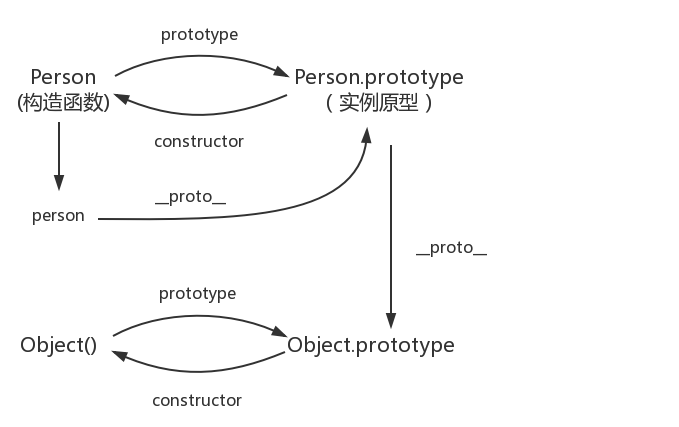 prototype
Person
Person.prototype
(构造函数)
（实例原型）
constructor
__proto__
person
__proto__
prototype
Object()
Object.prototype
constructor